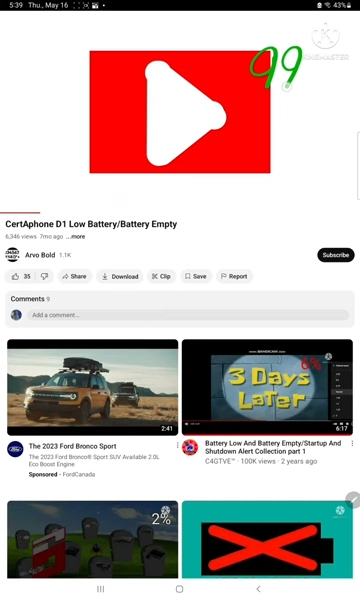 5:39 Thu., May 16
43%
99
KINEMASTER
CertAphone D1 Low Battery/Battery Empty
6,346 views 7mo ago ...more
Arvo Bold 1.1K
Subscribe
35
Share
Download
Clip
Save
Report
Comments 9
Add a comment...
2:41
6%
3 Days
Later
6:17
The 2023 Ford Bronco Sport
The 2023 Ford Bronco® Sport SUV Available 2.0L
Eco Boost Engine
Sponsored · FordCanada
Battery Low And Battery Empty/Startup And
Shutdown Alert Collection part 1
C4GTVE™ · 100K views · 2 years ago
2%